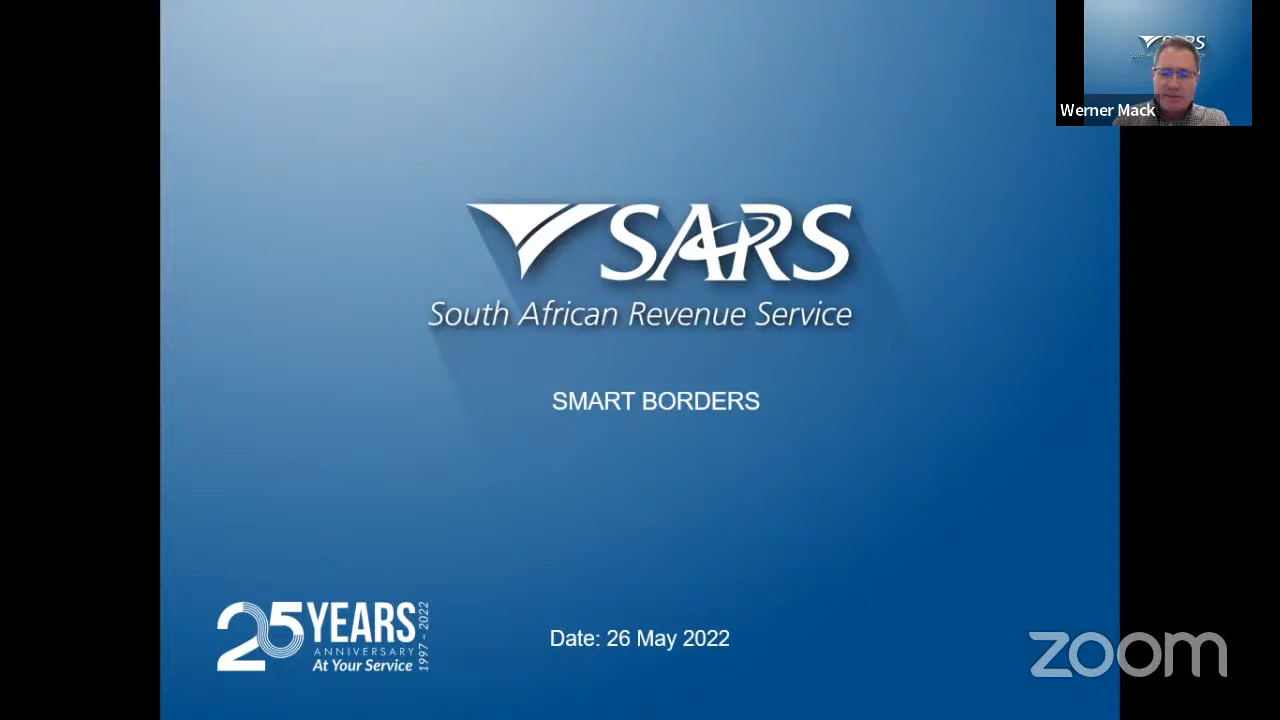 SARS
Werner Mack
SARS
South African Revenue Service
SMART BORDERS
25 YEARS
ANNIVERSARY
At Your Service
1997 - 2022
Date: 26 May 2022
zoom